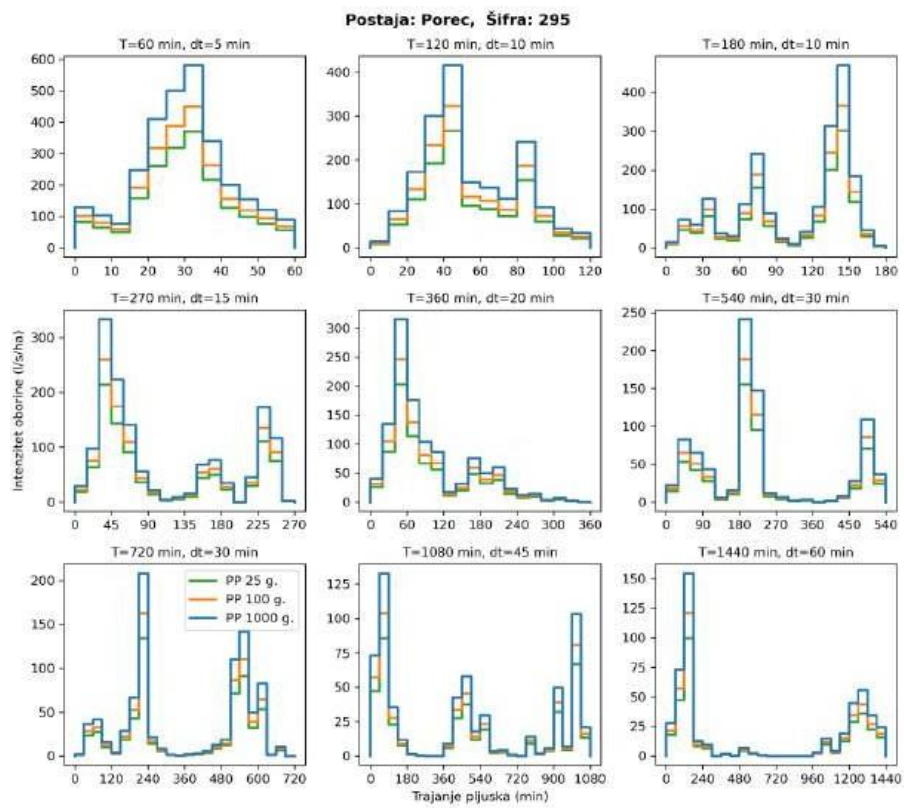 Postaja: Porec, Šifra: 295
T=60 min, dt=5 min
600
500
400
300
200
100
0
0 10 20 30 40 50 60
T=120 min, dt=10 min
400
300
200
100
0
0 20 40 60 80 100 120
T=180 min, dt=10 min
400
300
200
100
0
0 30 60 90 120 150 180
Intenzitet oborine (l/s/ha)
T=270 min, dt=15 min
300
200
100
0
0 45 90 135 180 225 270
T=360 min, dt=20 min
300
250
200
150
100
50
0
0 60 120 180 240 300 360
T=540 min, dt=30 min
250
200
150
100
50
0
0 90 180 270 360 450 540
T=720 min, dt=30 min
200
150
100
50
0
PP 25 g.
PP 100 g.
PP 1000 g.
0 120 240 360 480 600 720
T=1080 min, dt=45 min
125
100
75
50
25
0
0 180 360 540 720 900 1080
T=1440 min, dt=60 min
150
125
100
75
50
25
0
0 240 480 720 960 1200 1440
Trajanje pljuska (min)